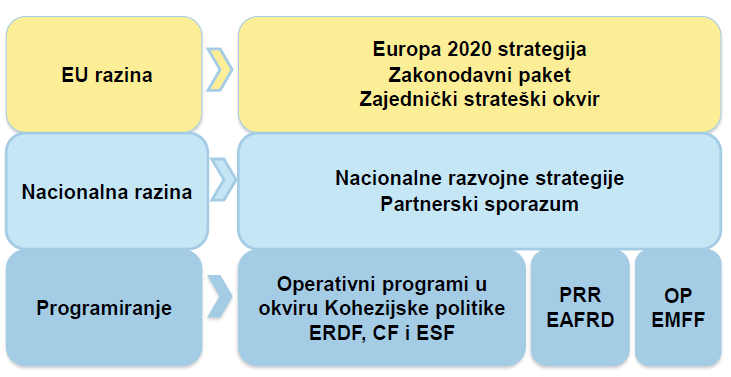 EU razina
Europa 2020 strategija
Zakonodavni paket
Zajednički strateški okvir
Nacionalna razina
Nacionalne razvojne strategije
Partnerski sporazum
Programiranje
Operativni programi u
okviru Kohezijske politike
ERDF, CF i ESF
PRR
EAFRD
OP
EMFF